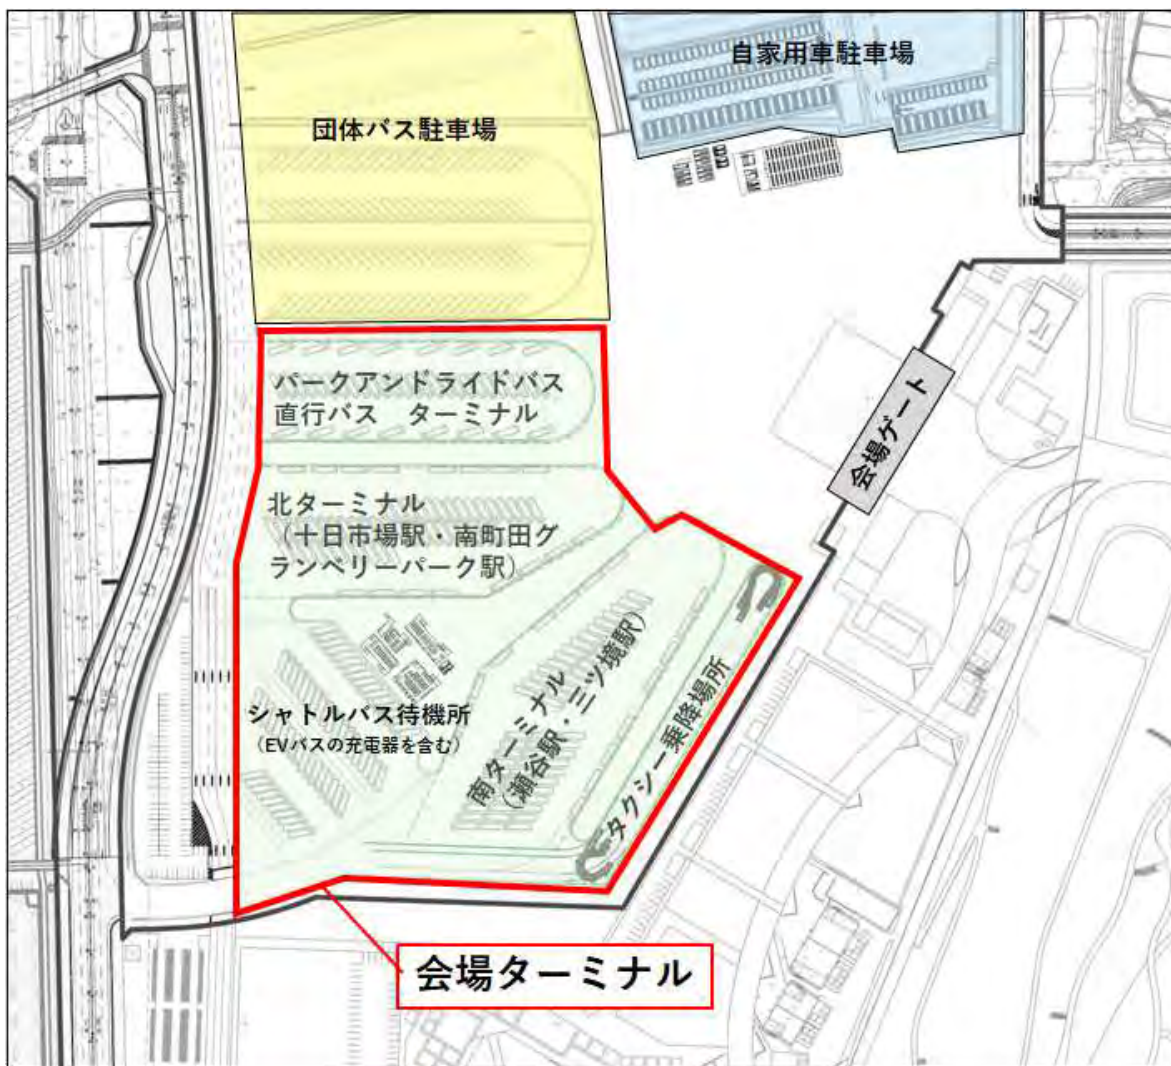 自家用車駐車場
団体バス駐車場
パークアンドライドバス
直行バス　ターミナル
会場ゲート
北ターミナル
（十日市場駅・南町田グ
ランベリーパーク駅）
シャトルバス待機所
（EVバスの充電器を含む）
南ターミナル
（瀬谷駅・三ツ境駅）
タクシー乗降場所
会場ターミナル